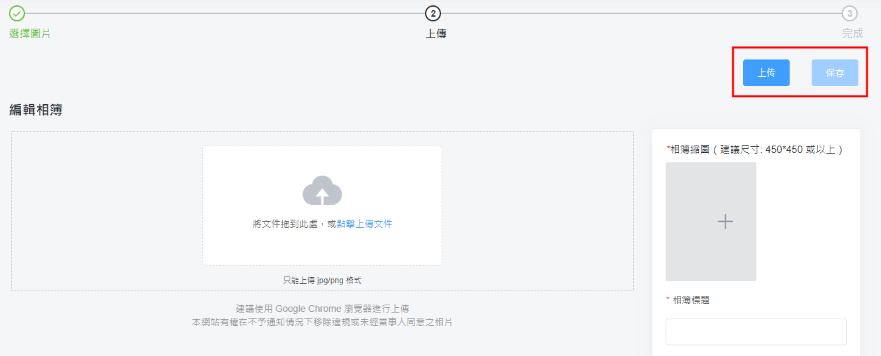 2
3
選擇圖片
上傳
完成
上传
保存
編輯相簿
*相簿縮圖（建議尺寸: 450*450 或以上）
將文件拖到此處，或點擊上傳文件
只能上傳 jpg/png 格式
* 相簿標題
建議使用 Google Chrome 瀏覽器進行上傳
本網站有權在不予通知情況下移除違規或未經當事人同意之相片